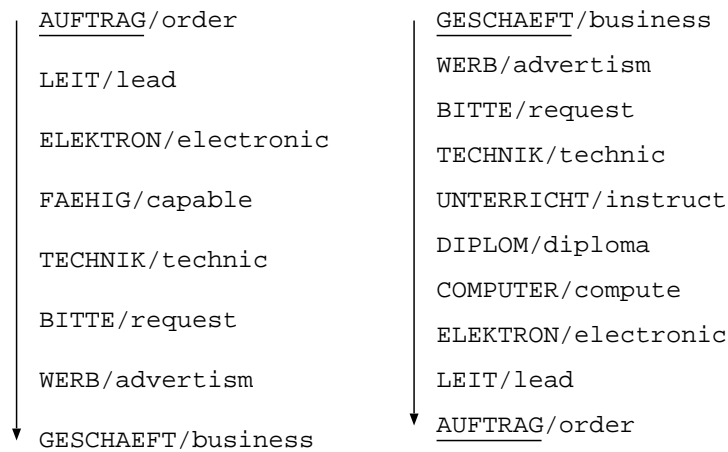 AUFTRAG/order
LEIT/lead
ELEKTRON/electronic
FAEHIG/capable
TECHNIK/technic
BITTE/request
WERB/advertism
GESCHAEFT/business
GESCHAEFT/business
WERB/advertism
BITTE/request
TECHNIK/technic
UNTERRICHT/instruct
DIPLOM/diploma
COMPUTER/compute
ELEKTRON/electronic
LEIT/lead
AUFTRAG/order